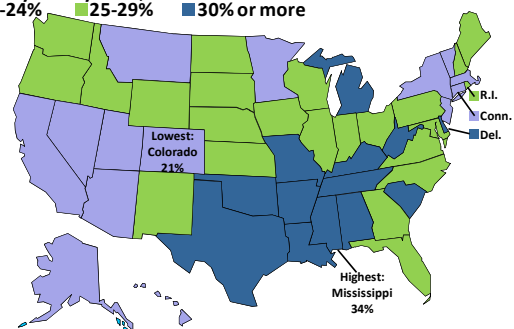 -24% 25-29% 30% or more
Lowest:
Colorado
21%
R.I.
Conn.
Del.
Highest:
Mississippi
34%